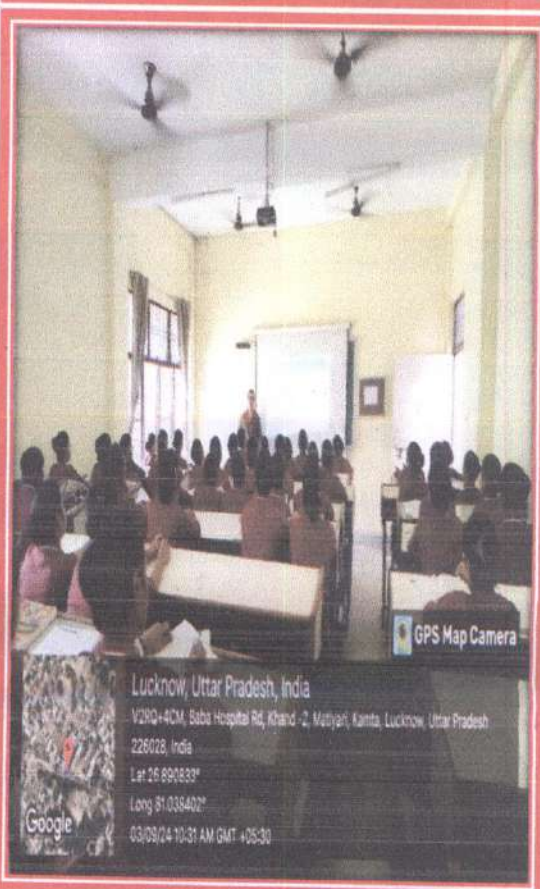 GPS Map Camera
Lucknow, Uttar Pradesh, India
V2RQ+4CM, Baba Hospital Rd, Khand -2, Matiyari, Kamta, Lucknow, Uttar Pradesh
226028, India
Lat 26.890833°
Long 81.038402°
03/09/24 10:31 AM GMT +05:30
Google